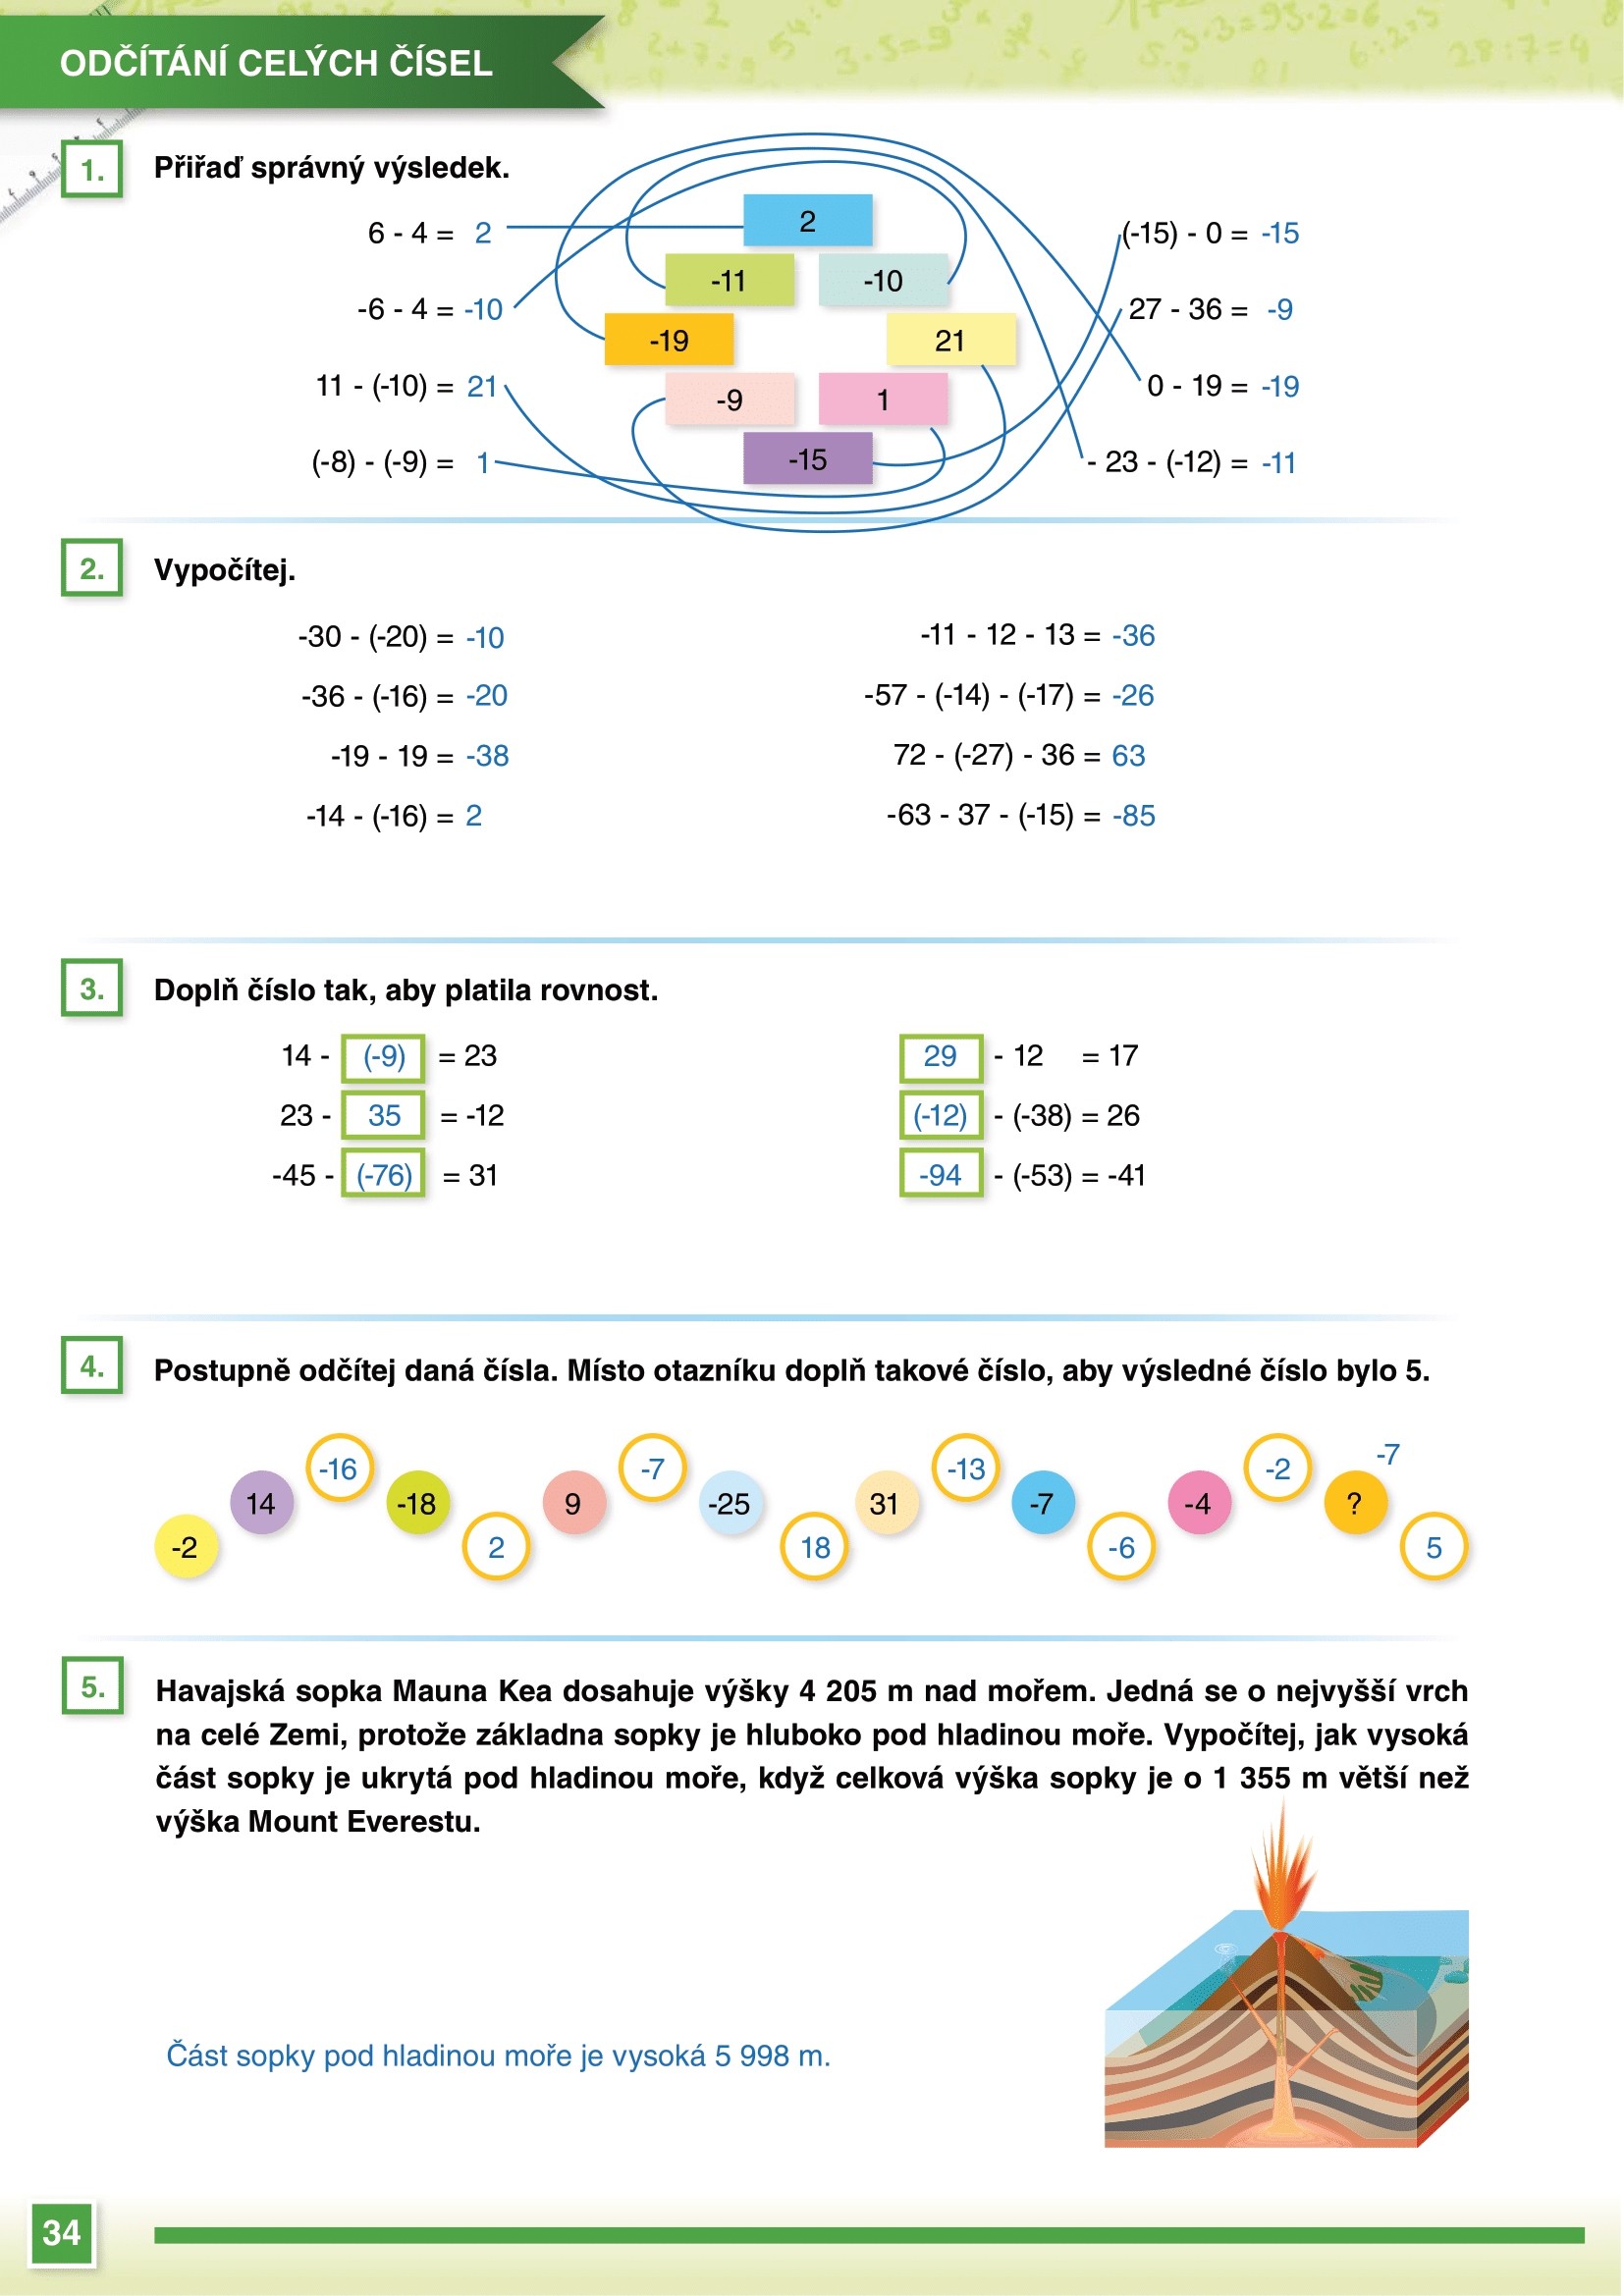 ODČÍTÁNÍ CELÝCH ČÍSEL
1. Přiřaď správný výsledek.
6 - 4 = 2
-6 - 4 = -10
11 - (-10) = 21
(-8) - (-9) = 1
2
-11 -10
-19 21
-9 1
-15
(-15) - 0 = -15
27 - 36 = -9
0 - 19 = -19
- 23 - (-12) = -11
2. Vypočítej.
-30 - (-20) = -10
-36 - (-16) = -20
-19 - 19 = -38
-14 - (-16) = 2
-11 - 12 - 13 = -36
-57 - (-14) - (-17) = -26
72 - (-27) - 36 = 63
-63 - 37 - (-15) = -85
3. Doplň číslo tak, aby platila rovnost.
14 - (-9) = 23
23 - 35 = -12
-45 - (-76) = 31
29 - 12 = 17
(-12) - (-38) = 26
-94 - (-53) = -41
4. Postupně odčítej daná čísla. Místo otazníku doplň takové číslo, aby výsledné číslo bylo 5.
-2 14 -16 -18 2 9 -7 -25 18 31 -13 -7 -6 -4 -2 ? -7 5
5. Havajská sopka Mauna Kea dosahuje výšky 4 205 m nad mořem. Jedná se o nejvyšší vrch
na celé Zemi, protože základna sopky je hluboko pod hladinou moře. Vypočítej, jak vysoká
část sopky je ukrytá pod hladinou moře, když celková výška sopky je o 1 355 m větší než
výška Mount Everestu.
Část sopky pod hladinou moře je vysoká 5 998 m.
34